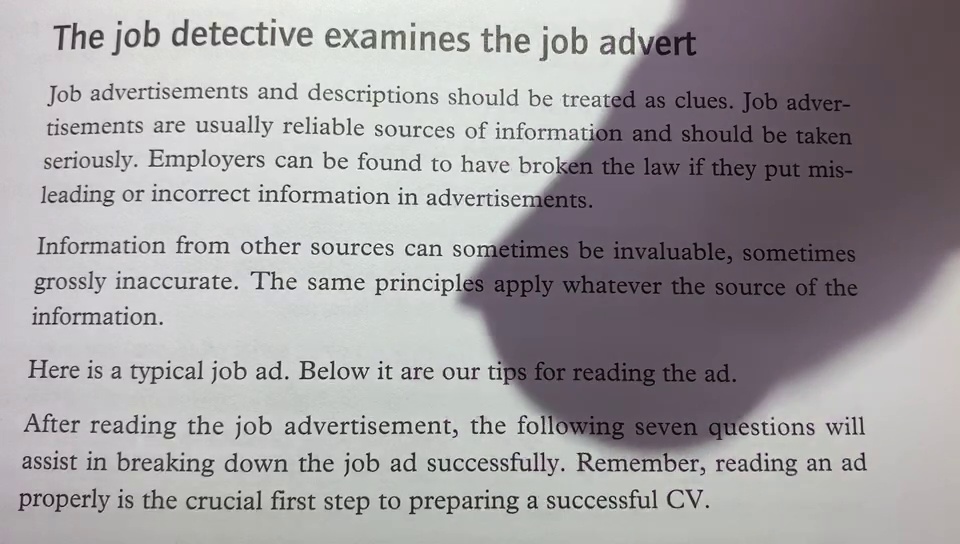 The job detective examines the job advert
Job advertisements and descriptions should be treated as clues. Job adver-
tisements are usually reliable sources of information and should be taken
seriously. Employers can be found to have broken the law if they put mis-
leading or incorrect information in advertisements.
Information from other sources can sometimes be invaluable, sometimes
grossly inaccurate. The same principles apply whatever the source of the
information.
Here is a typical job ad. Below it are our tips for reading the ad.
After reading the job advertisement, the following seven questions will
assist in breaking down the job ad successfully. Remember, reading an ad
properly is the crucial first step to preparing a successful CV.